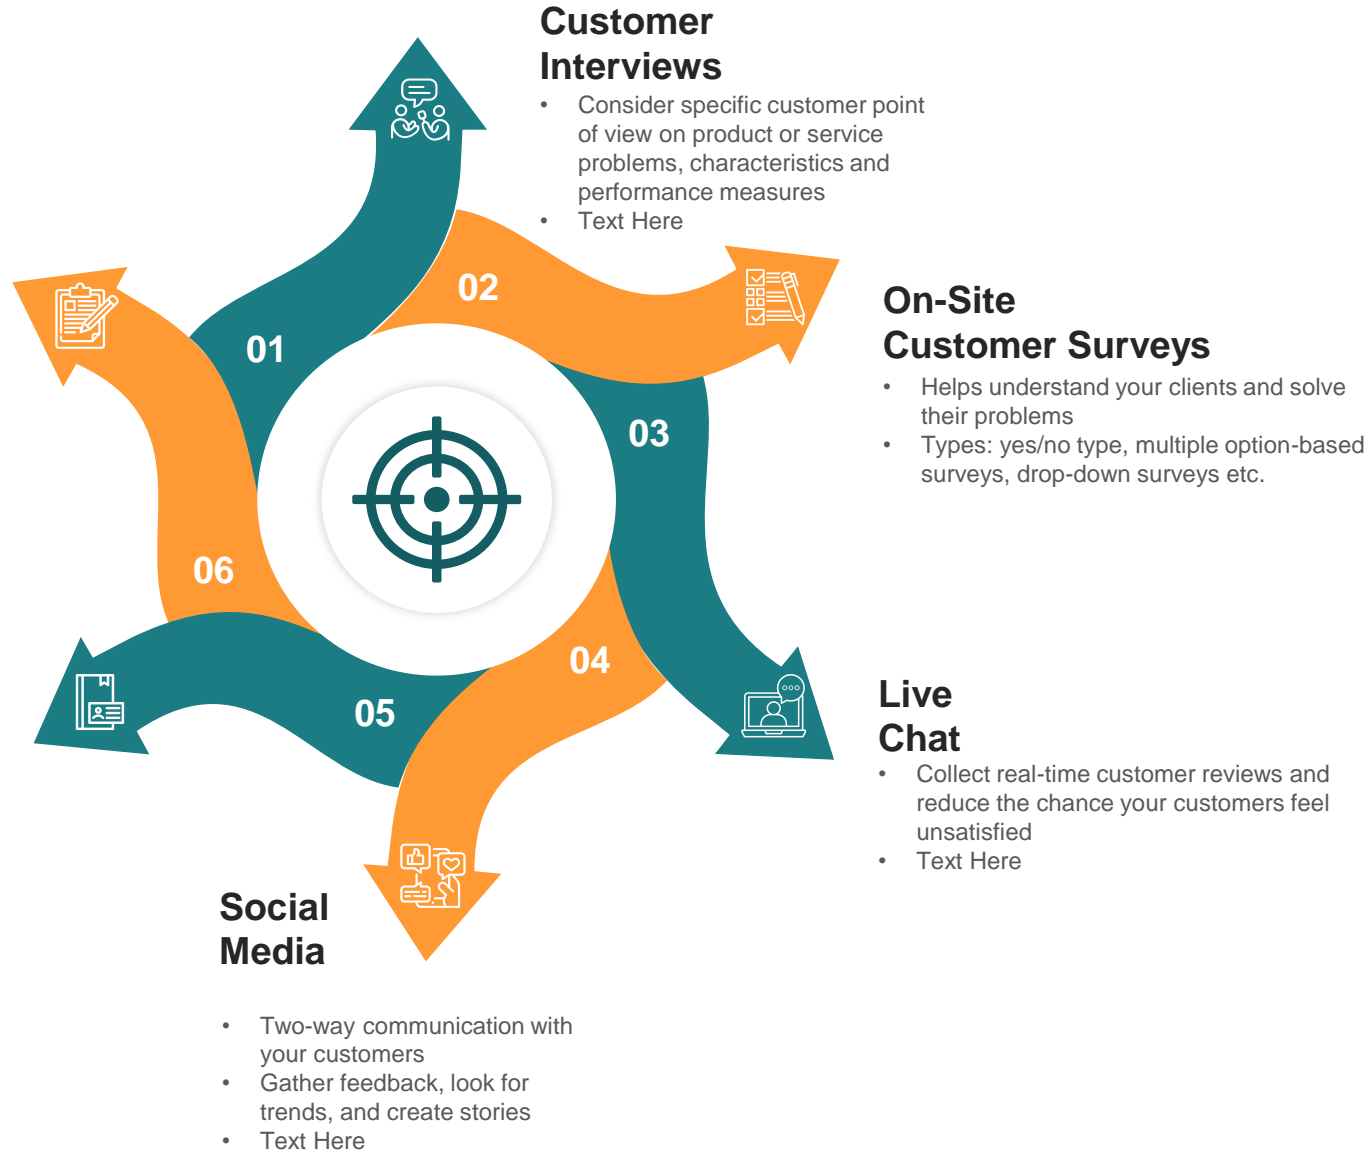 Customer
Interviews
• Consider specific customer point
of view on product or service
problems, characteristics and
performance measures
• Text Here
01
02
03
04
05
06
On-Site
Customer Surveys
• Helps understand your clients and solve
their problems
• Types: yes/no type, multiple option-based
surveys, drop-down surveys etc.
Live
Chat
• Collect real-time customer reviews and
reduce the chance your customers feel
unsatisfied
• Text Here
Social
Media
• Two-way communication with
your customers
• Gather feedback, look for
trends, and create stories
• Text Here